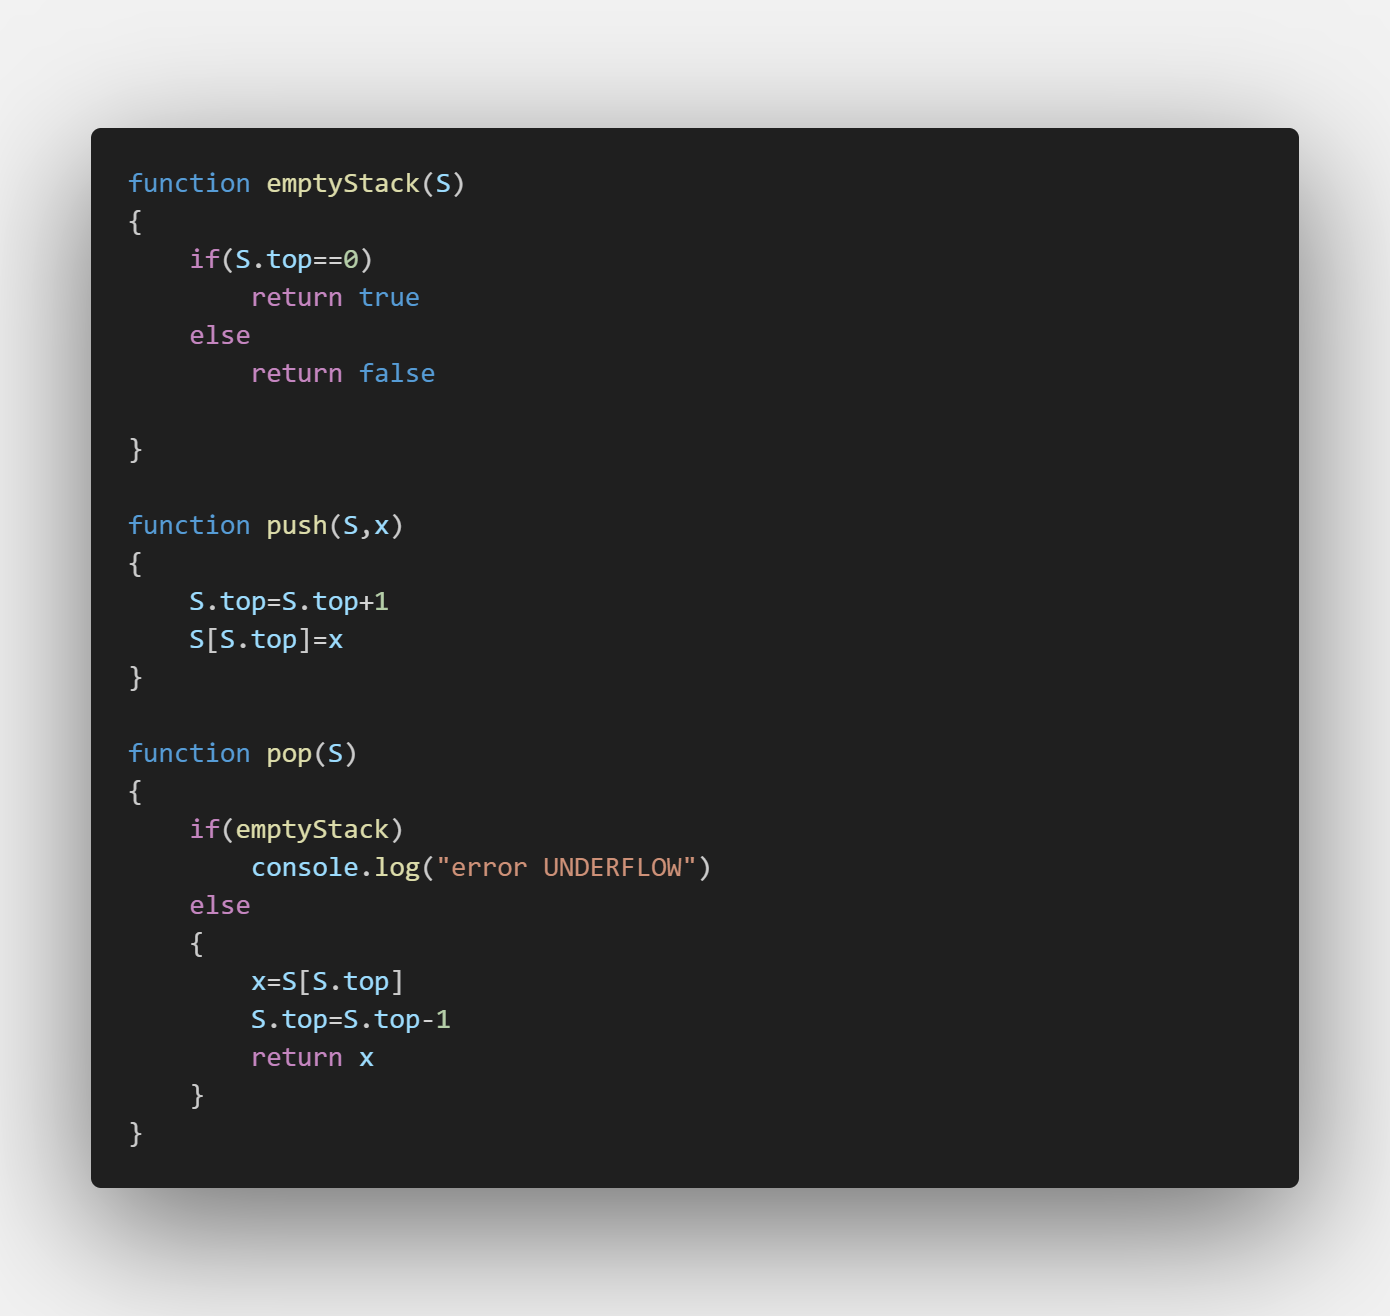 function emptyStack(S)
{
    if(S.top==0)
        return true
    else
        return false

}

function push(S,x)
{
    S.top=S.top+1
    S[S.top]=x
}

function pop(S)
{
    if(emptyStack)
        console.log("error UNDERFLOW")
    else
    {
        x=S[S.top]
        S.top=S.top-1
        return x
    }
}